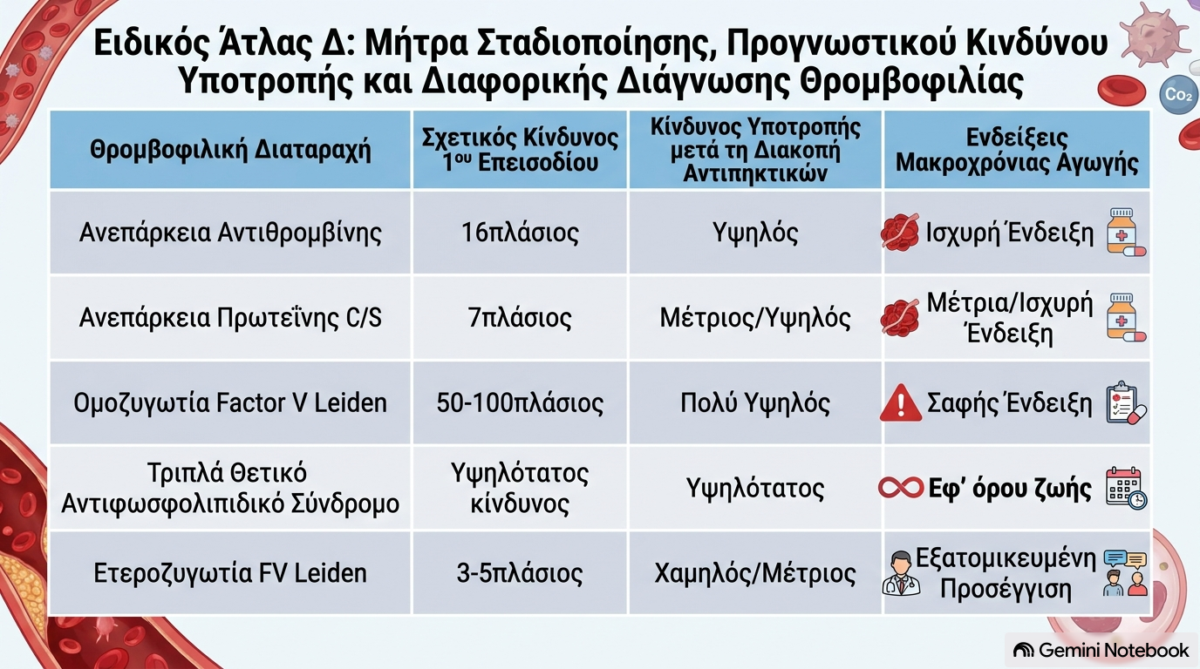 Ειδικός Άτλας Δ: Μήτρα Σταδιοποίησης, Προγνωστικού Κινδύνου
Υποτροπής και Διαφορικής Διάγνωσης Θρομβοφιλίας
Co₂
Θρομβοφιλική Διαταραχή
Σχετικός Κίνδυνος
1ου Επεισοδίου
Κίνδυνος Υποτροπής
μετά τη Διακοπή
Αντιπηκτικών
Ενδείξεις
Μακροχρόνιας Αγωγής
Ανεπάρκεια Αντιθρομβίνης
16πλάσιος
Υψηλός
Ισχυρή Ένδειξη
Ανεπάρκεια Πρωτεΐνης C/S
7πλάσιος
Μέτριος/Υψηλός
Μέτρια/Ισχυρή
Ένδειξη
Ομοζυγωτία Factor V Leiden
50-100πλάσιος
Πολύ Υψηλός
Σαφής Ένδειξη
Τριπλά Θετικό
Αντιφωσφολιπιδικό Σύνδρομο
Υψηλότατος
κίνδυνος
Υψηλότατος
Εφ’ όρου ζωής
Ετεροζυγωτία FV Leiden
3-5πλάσιος
Χαμηλός/Μέτριος
Εξατομικευμένη
Προσέγγιση
Gemini Notebook